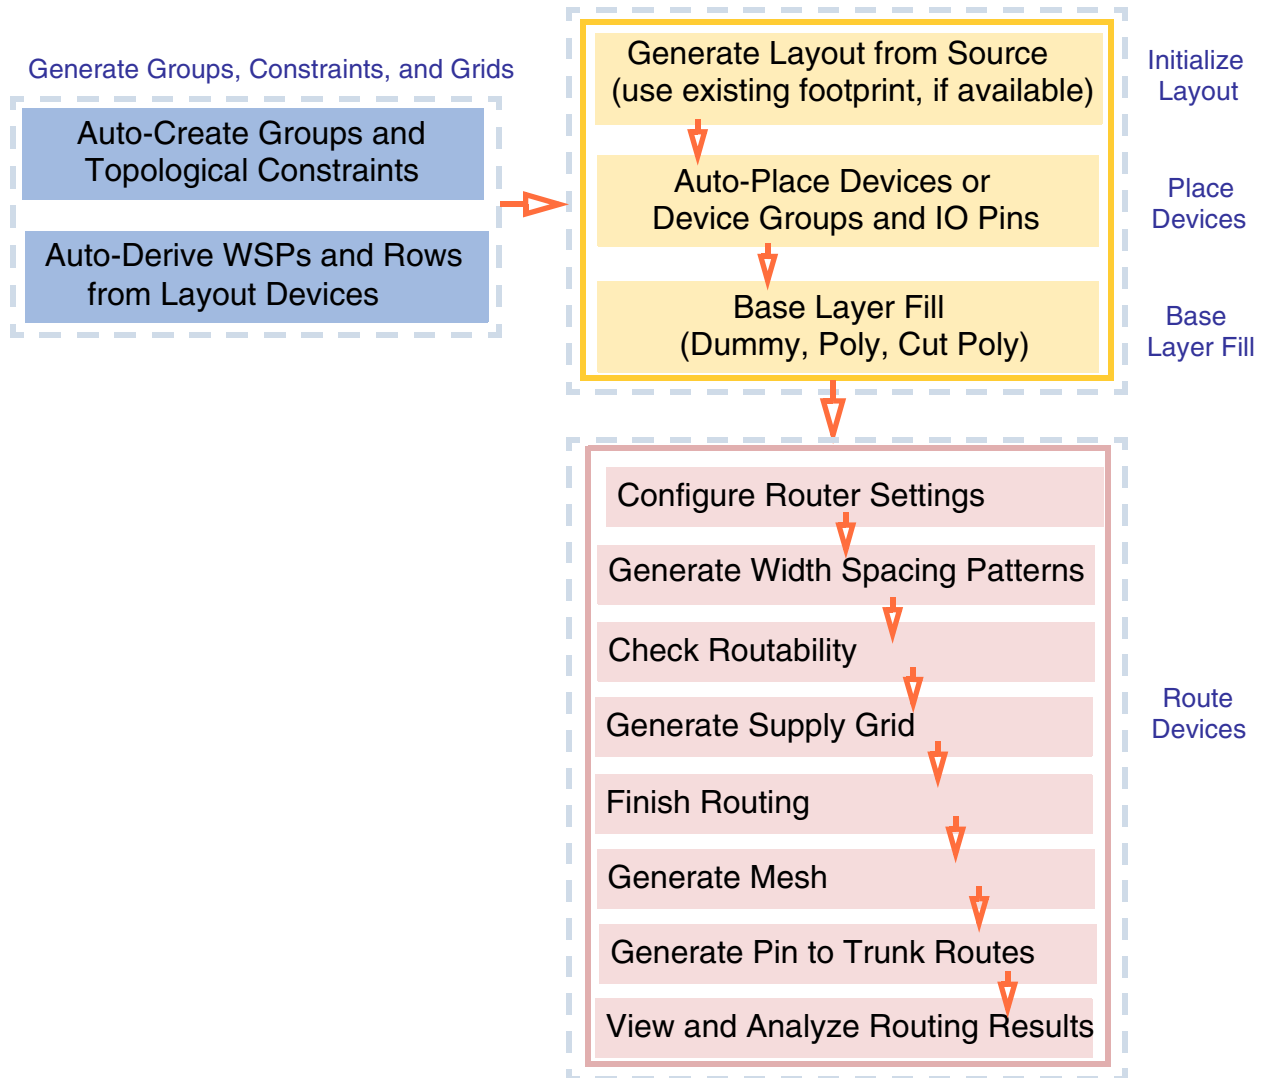 Generate Groups, Constraints, and Grids
Auto-Create Groups and
Topological Constraints
Auto-Derive WSPs and Rows
from Layout Devices
Generate Layout from Source
(use existing footprint, if available)
Initialize
Layout
Auto-Place Devices or
Device Groups and IO Pins
Place
Devices
Base Layer Fill
(Dummy, Poly, Cut Poly)
Base
Layer Fill
Configure Router Settings
Generate Width Spacing Patterns
Check Routability
Generate Supply Grid
Finish Routing
Generate Mesh
Generate Pin to Trunk Routes
View and Analyze Routing Results
Route
Devices